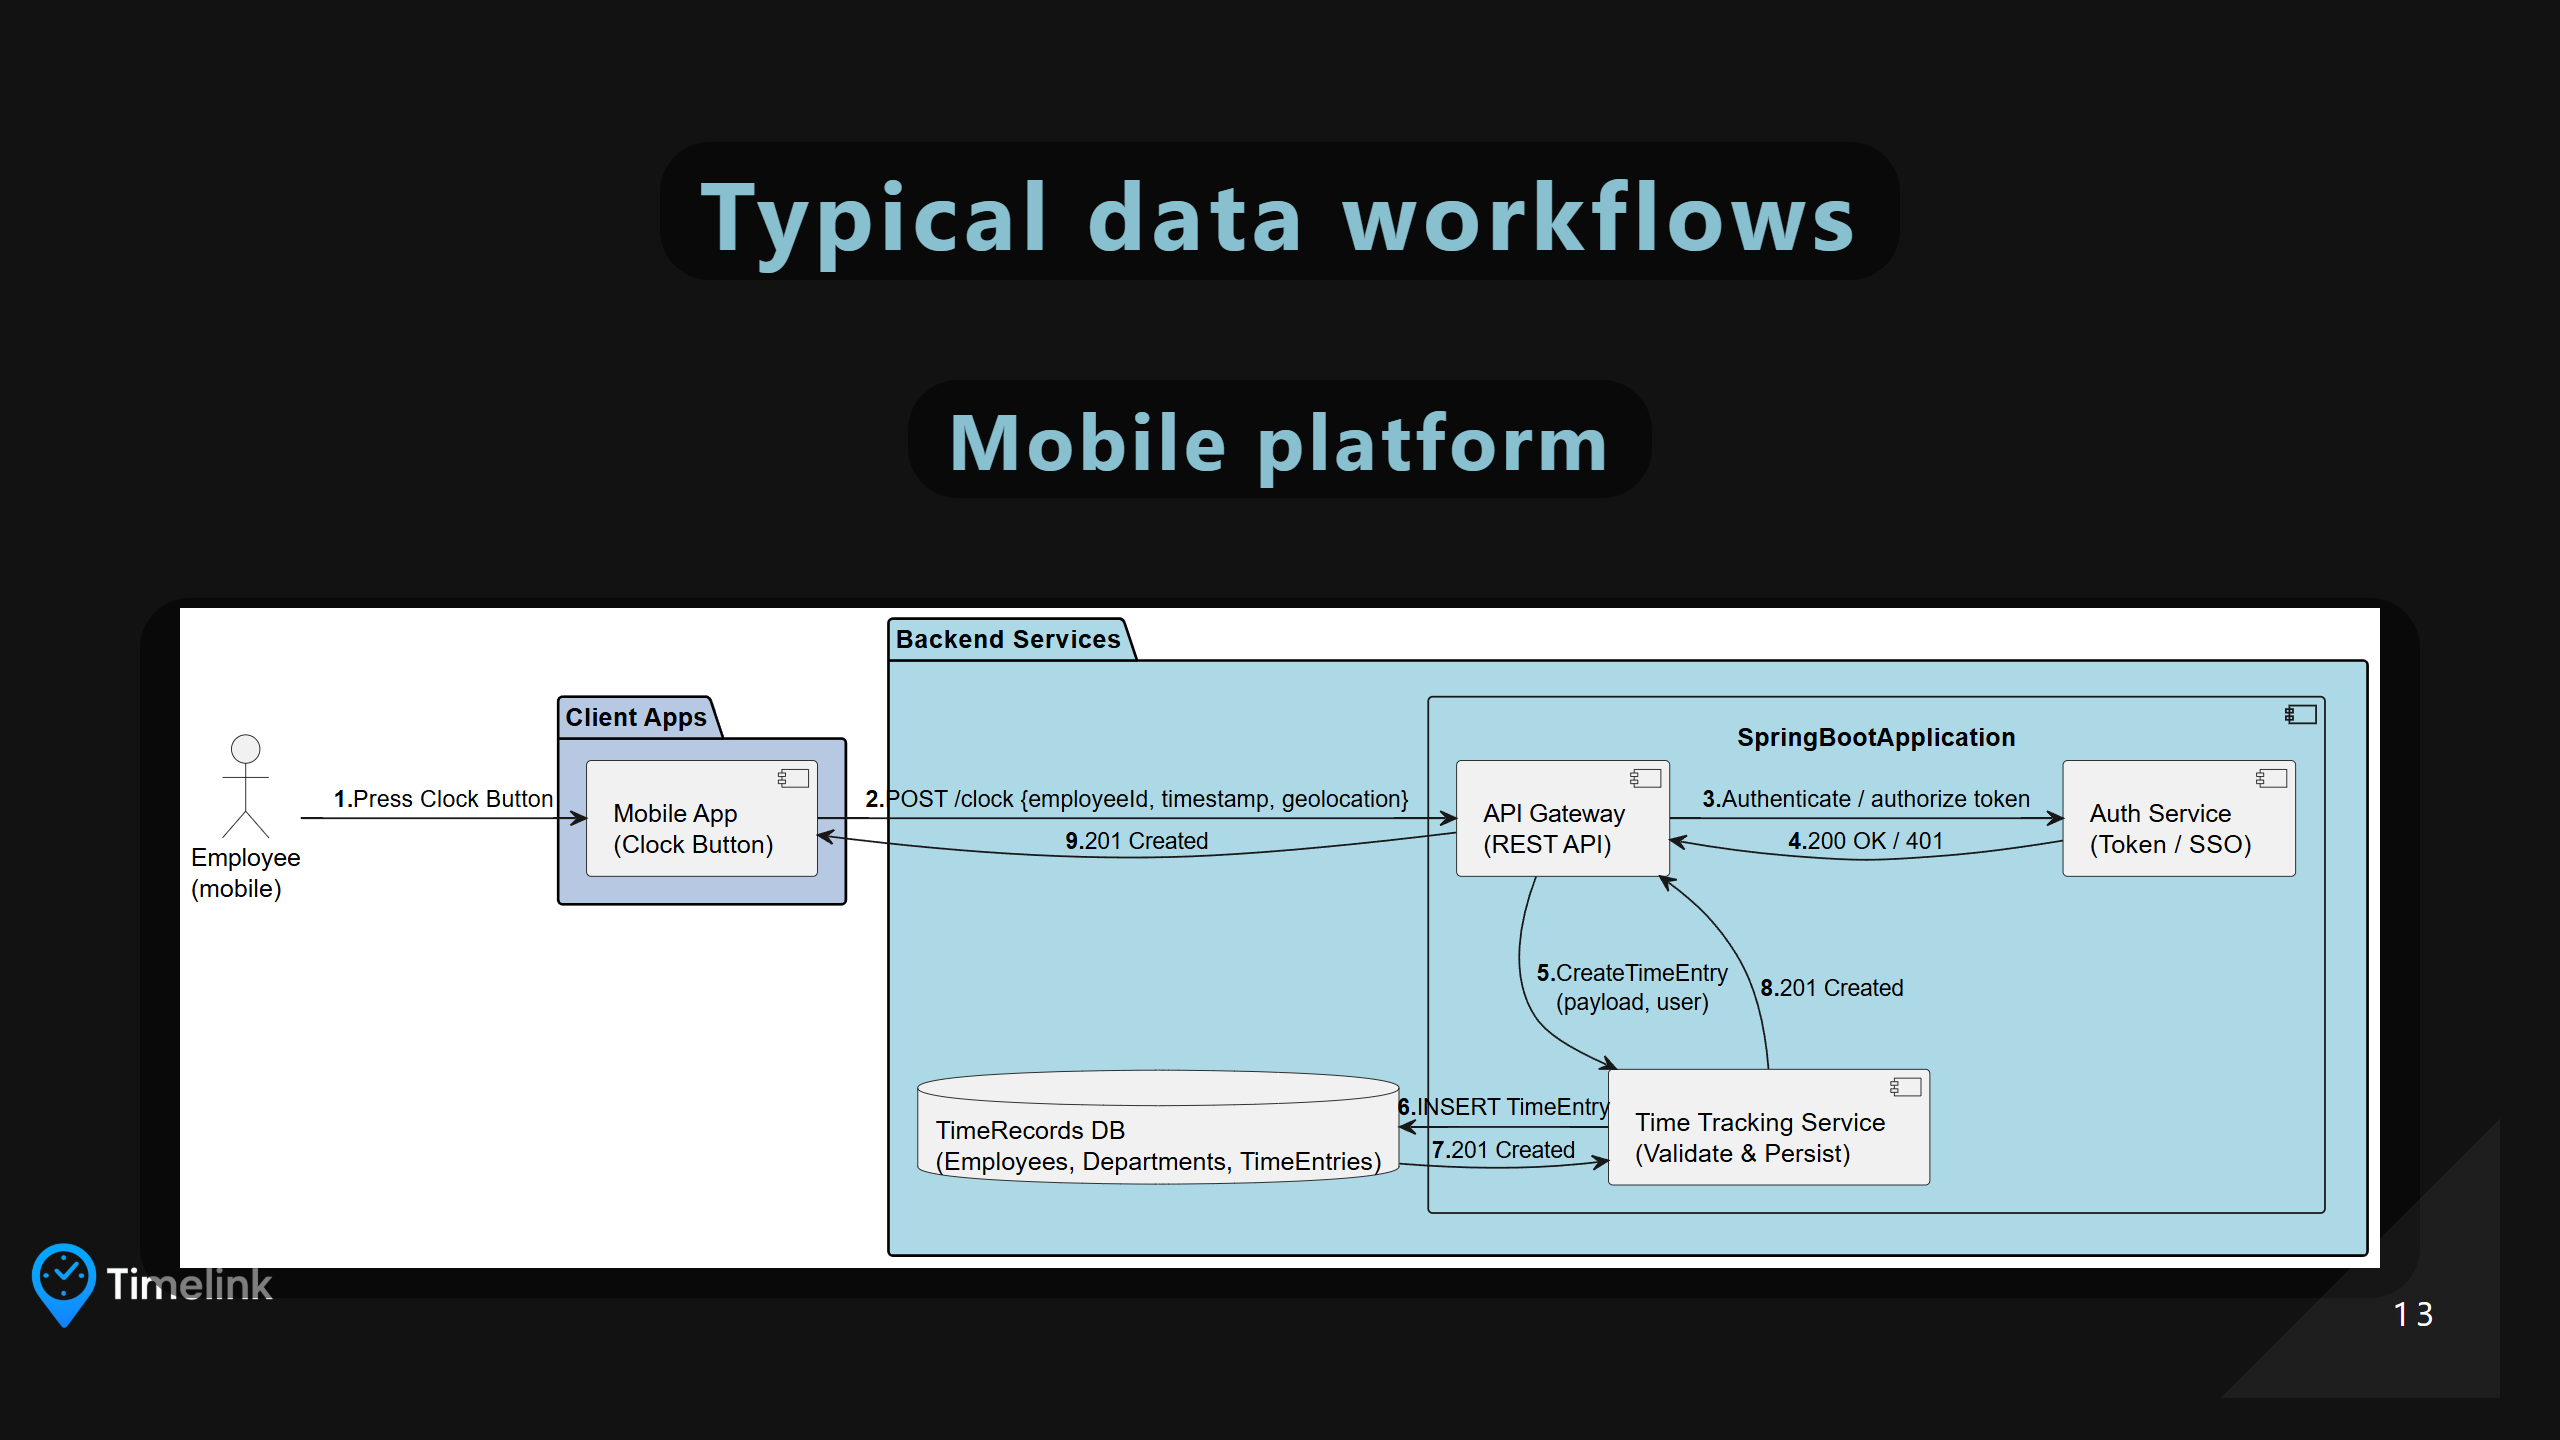 Typical data workflows
Mobile platform
Backend Services
Client Apps
SpringBootApplication
Employee
(mobile)
1.Press Clock Button
Mobile App
(Clock Button)
2.POST /clock {employeeId, timestamp, geolocation}
9.201 Created
API Gateway
(REST API)
3.Authenticate / authorize token
4.200 OK / 401
Auth Service
(Token / SSO)
5.CreateTimeEntry
(payload, user)
8.201 Created
TimeRecords DB
(Employees, Departments, TimeEntries)
6.INSERT TimeEntry
7.201 Created
Time Tracking Service
(Validate & Persist)
Timelink
13